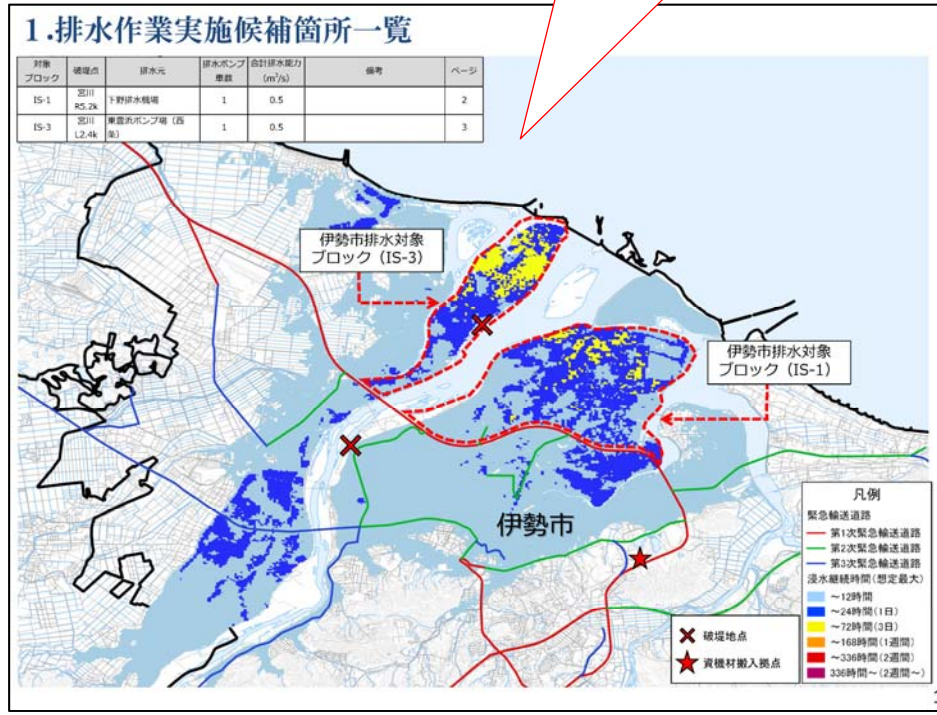 1.排水作業実施候補箇所一覧
対象ブロック 破堤点 排水元 排水ポンプ車数 合計排水能力(m³/s) 備考 ページ
IS-1 宮川R5.2k 下野排水機場 1 0.5 2
IS-3 宮川L2.4k 東豊浜ポンプ場(西条) 1 0.5 3
伊勢市排水対象
ブロック(IS-3)
伊勢市排水対象
ブロック(IS-1)
伊勢市
破堤地点
資機材搬入拠点
凡例
緊急輸送道路
第1次緊急輸送道路
第2次緊急輸送道路
第3次緊急輸送道路
浸水継続時間(想定最大)
~12時間
~24時間(1日)
~72時間(3日)
~168時間(1週間)
~336時間(2週間)
336時間~(2週間~)